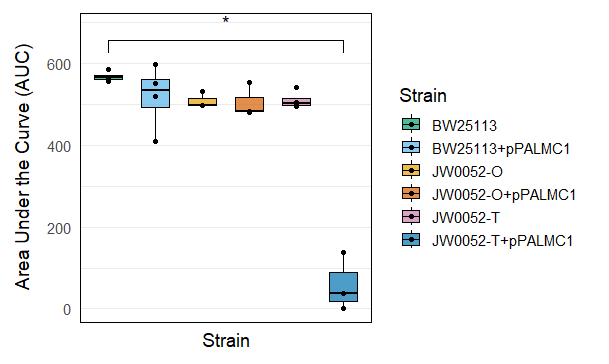 *
600
400
200
0
Area Under the Curve (AUC)
Strain
Strain
BW25113
BW25113+pPALMC1
JW0052-O
JW0052-O+pPALMC1
JW0052-T
JW0052-T+pPALMC1